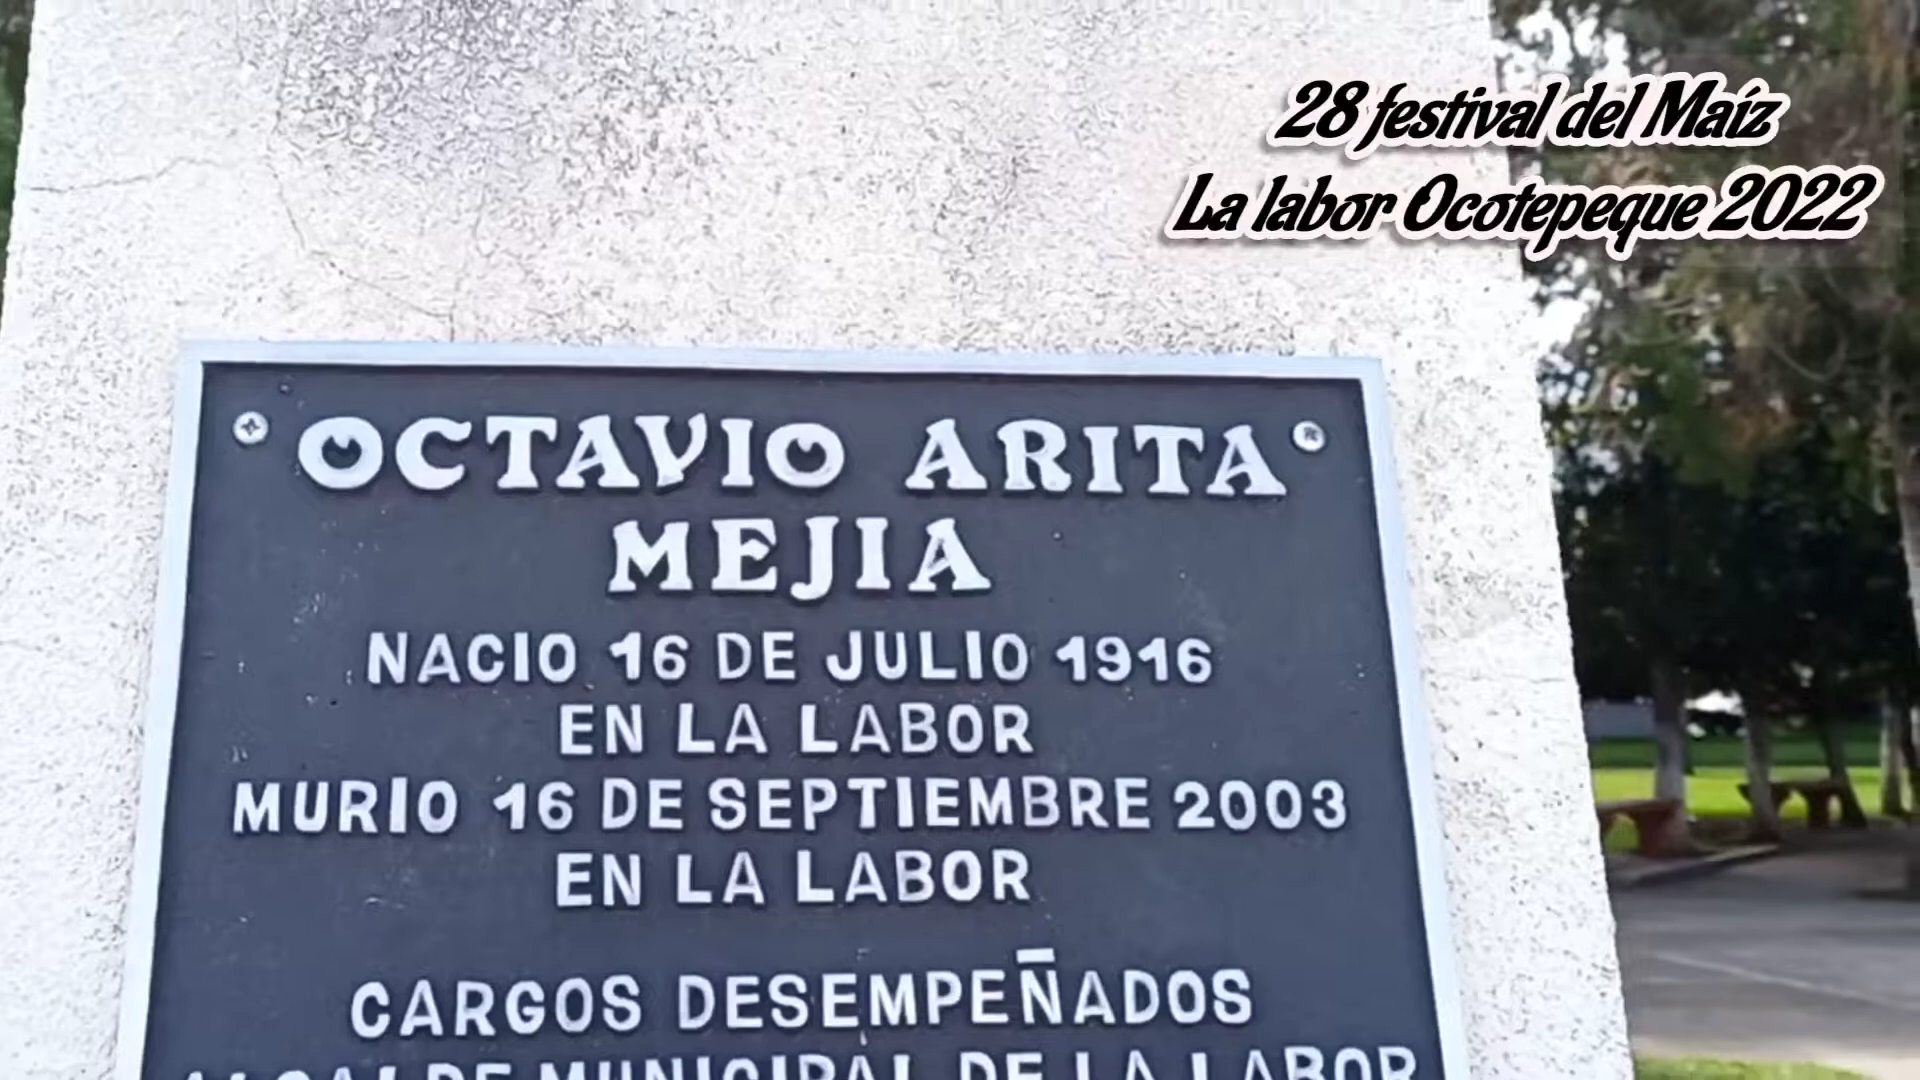 28 festival del Maíz
La labor Ocotepeque 2022
OCTAVIO ARITA
MEJIA
NACIO 16 DE JULIO 1916
EN LA LABOR
MURIO 16 DE SEPTIEMBRE 2003
EN LA LABOR
CARGOS DESEMPEÑADOS
ALCALDE MUNICIPAL DE LA LABOR